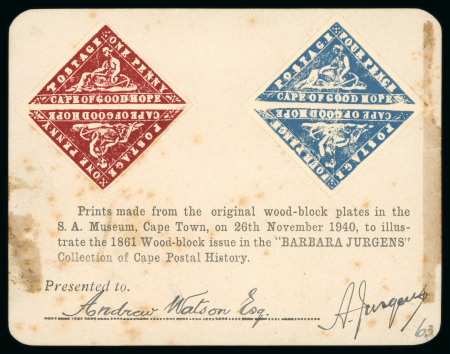 POSTAGE ONE PENNY
CAPE OF GOOD HOPE
CAPE OF GOOD HOPE
ONE PENNY POSTAGE
POSTAGE FOUR PENCE
CAPE OF GOOD HOPE
CAPE OF GOOD HOPE
FOUR PENCE POSTAGE
Prints made from the original wood-block plates in the
S. A. Museum, Cape Town, on 26th November 1940, to illus-
trate the 1861 Wood-block issue in the "BARBARA JURGENS"
Collection of Cape Postal History.
Presented to.
Andrew Watson Esq.
A. Jurgens
63